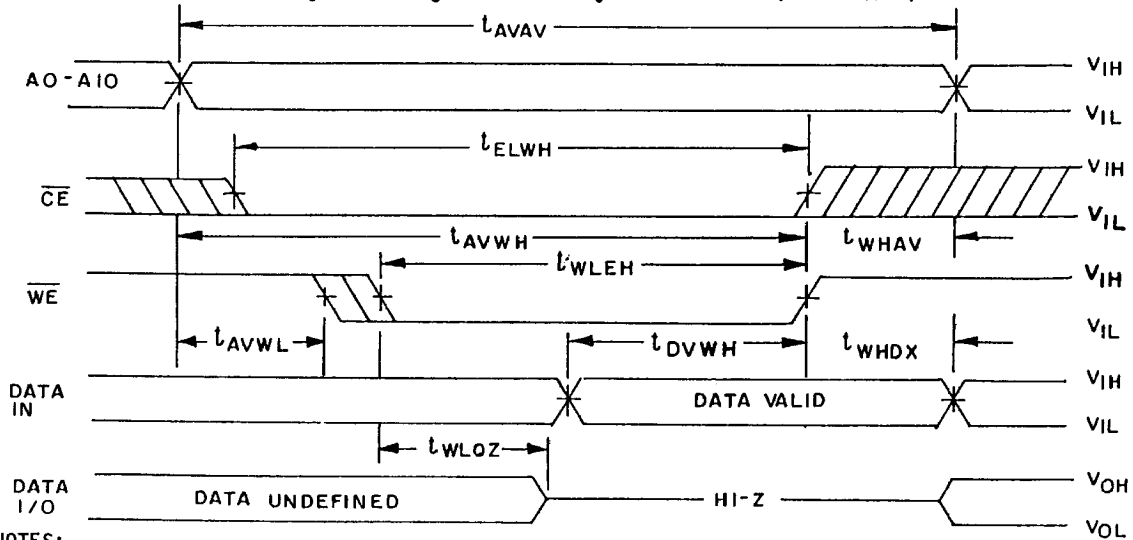 tAVAV
A0-A10
VIH
VIL
tELWH
CE
VIH
VIL
tAVWH
tWHAV
tWLEH
WE
VIH
VIL
tAVWL
tDVWH
tWHDX
DATA IN
DATA VALID
VIH
VIL
tWLQZ
DATA I/O
DATA UNDEFINED
HI-Z
VOH
VOL